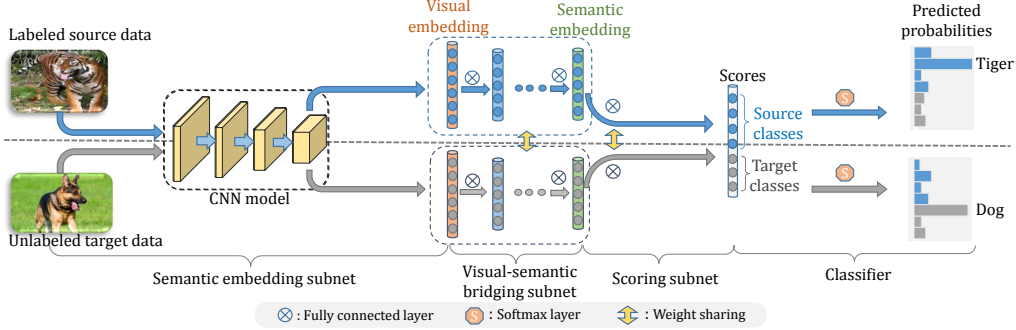 Labeled source data
Visual
embedding
Semantic
embedding
Predicted
probabilities
Tiger
Scores
S
Source
classes
CNN model
Target
classes
S
Dog
Unlabeled target data
Semantic embedding subnet
Visual-semantic
bridging subnet
Scoring subnet
Classifier
: Fully connected layer
S : Softmax layer
: Weight sharing